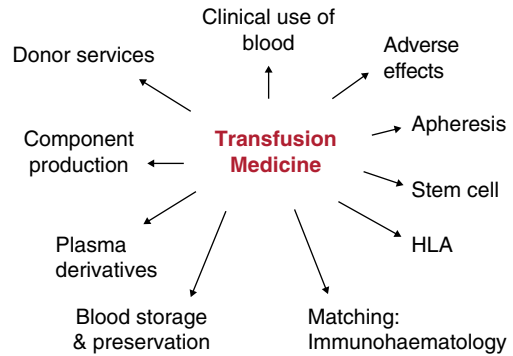 Clinical use of
blood
Donor services
Adverse
effects
Apheresis
Component
production
Transfusion
Medicine
Stem cell
Plasma
derivatives
HLA
Blood storage
& preservation
Matching:
Immunohaematology